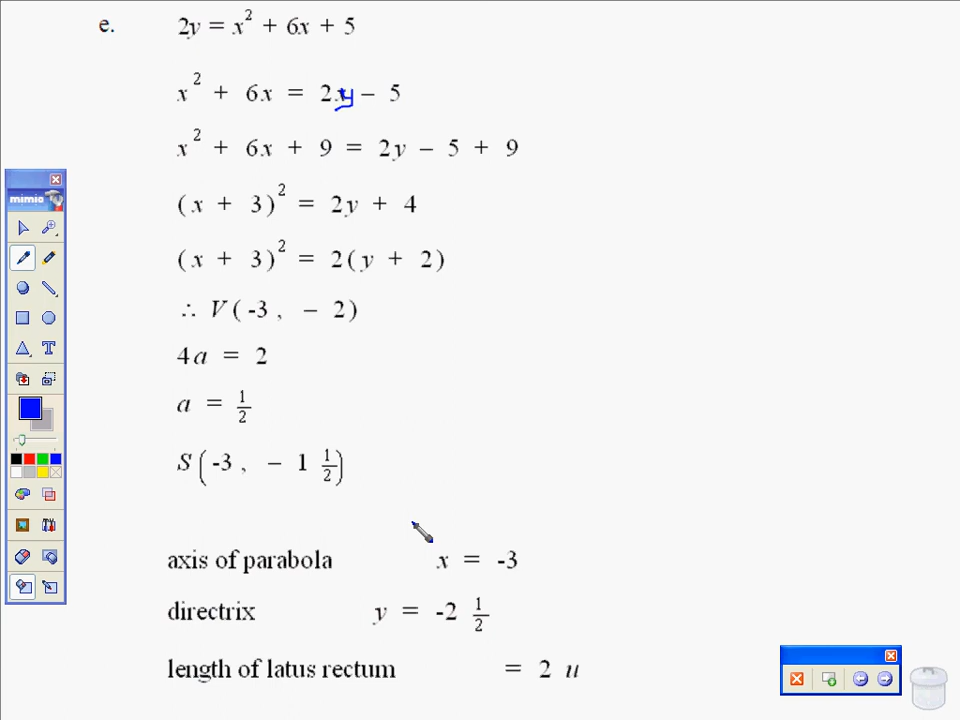 e. 2y = x² + 6x + 5
x² + 6x = 2y – 5
x² + 6x + 9 = 2y – 5 + 9
(x + 3)² = 2y + 4
(x + 3)² = 2(y + 2)
∴ V(-3, – 2)
4a = 2
a = 1/2
S(-3, – 1 1/2)
axis of parabola x = -3
directrix y = -2 1/2
length of latus rectum = 2 u
mimio
T